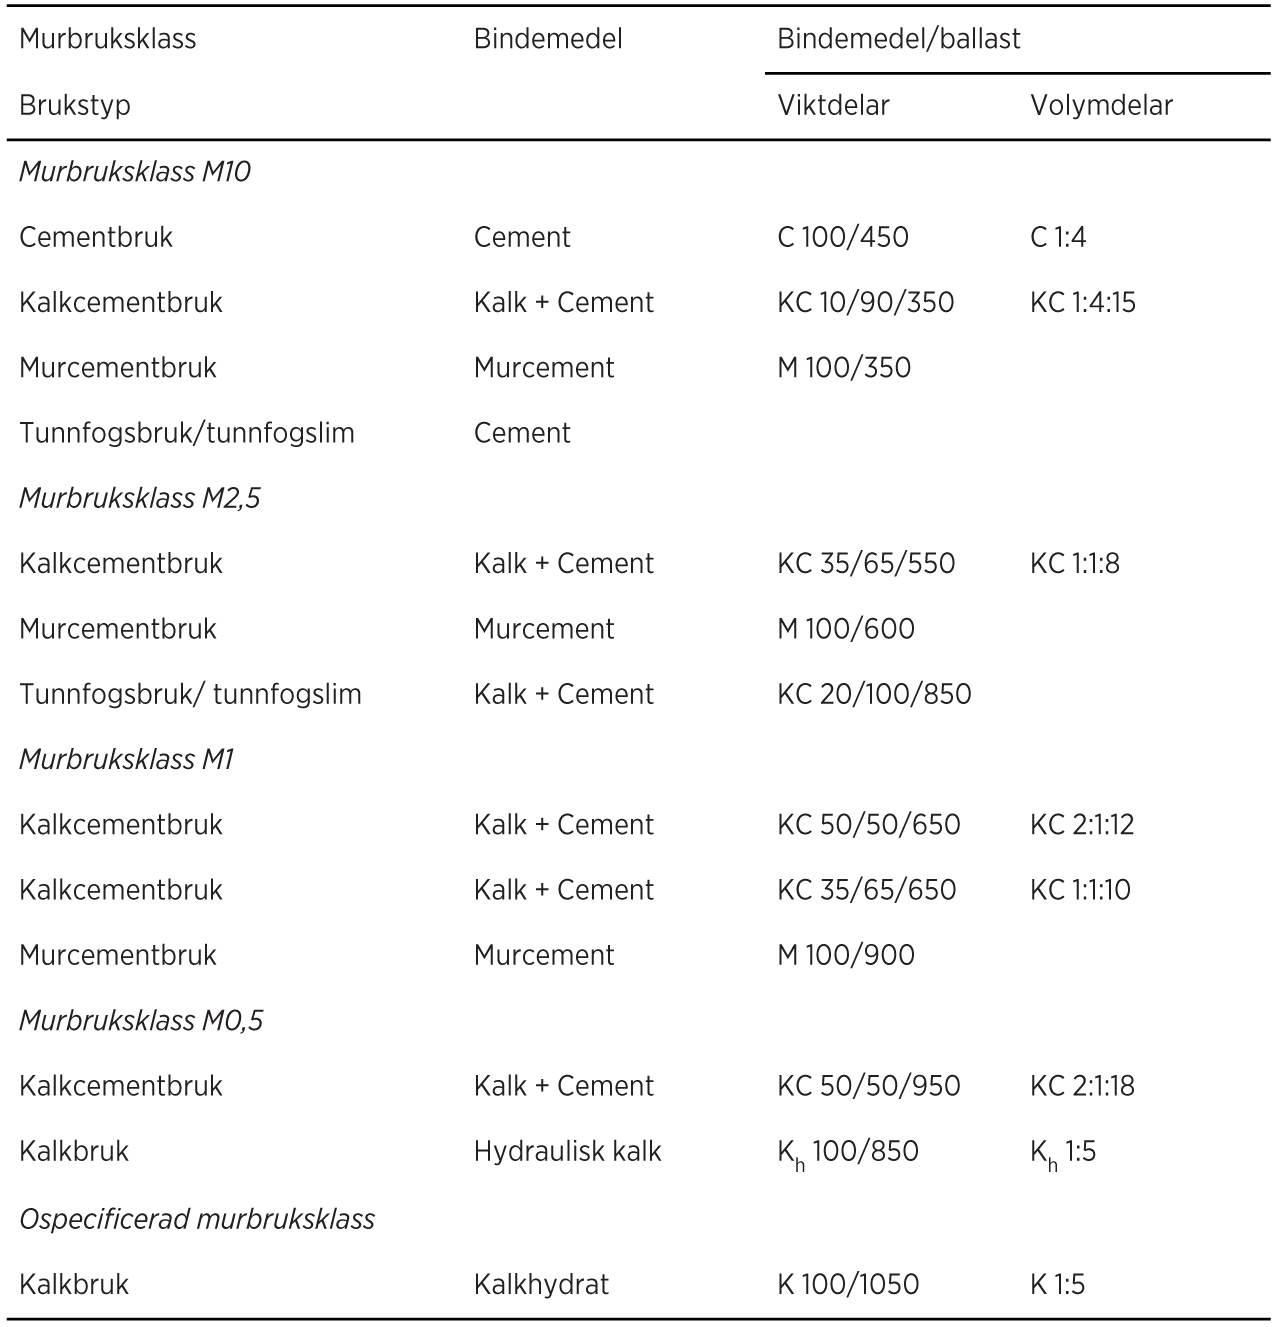 Murbruksklass Bindemedel Bindemedel/ballast
Brukstyp Viktdelar Volymdelar
Murbruksklass M10
Cementbruk Cement C 100/450 C 1:4
Kalkcementbruk Kalk + Cement KC 10/90/350 KC 1:4:15
Murcementbruk Murcement M 100/350
Tunnfogsbruk/tunnfogslim Cement
Murbruksklass M2,5
Kalkcementbruk Kalk + Cement KC 35/65/550 KC 1:1:8
Murcementbruk Murcement M 100/600
Tunnfogsbruk/ tunnfogslim Kalk + Cement KC 20/100/850
Murbruksklass M1
Kalkcementbruk Kalk + Cement KC 50/50/650 KC 2:1:12
Kalkcementbruk Kalk + Cement KC 35/65/650 KC 1:1:10
Murcementbruk Murcement M 100/900
Murbruksklass M0,5
Kalkcementbruk Kalk + Cement KC 50/50/950 KC 2:1:18
Kalkbruk Hydraulisk kalk Kh 100/850 Kh 1:5
Ospecificerad murbruksklass
Kalkbruk Kalkhydrat K 100/1050 K 1:5